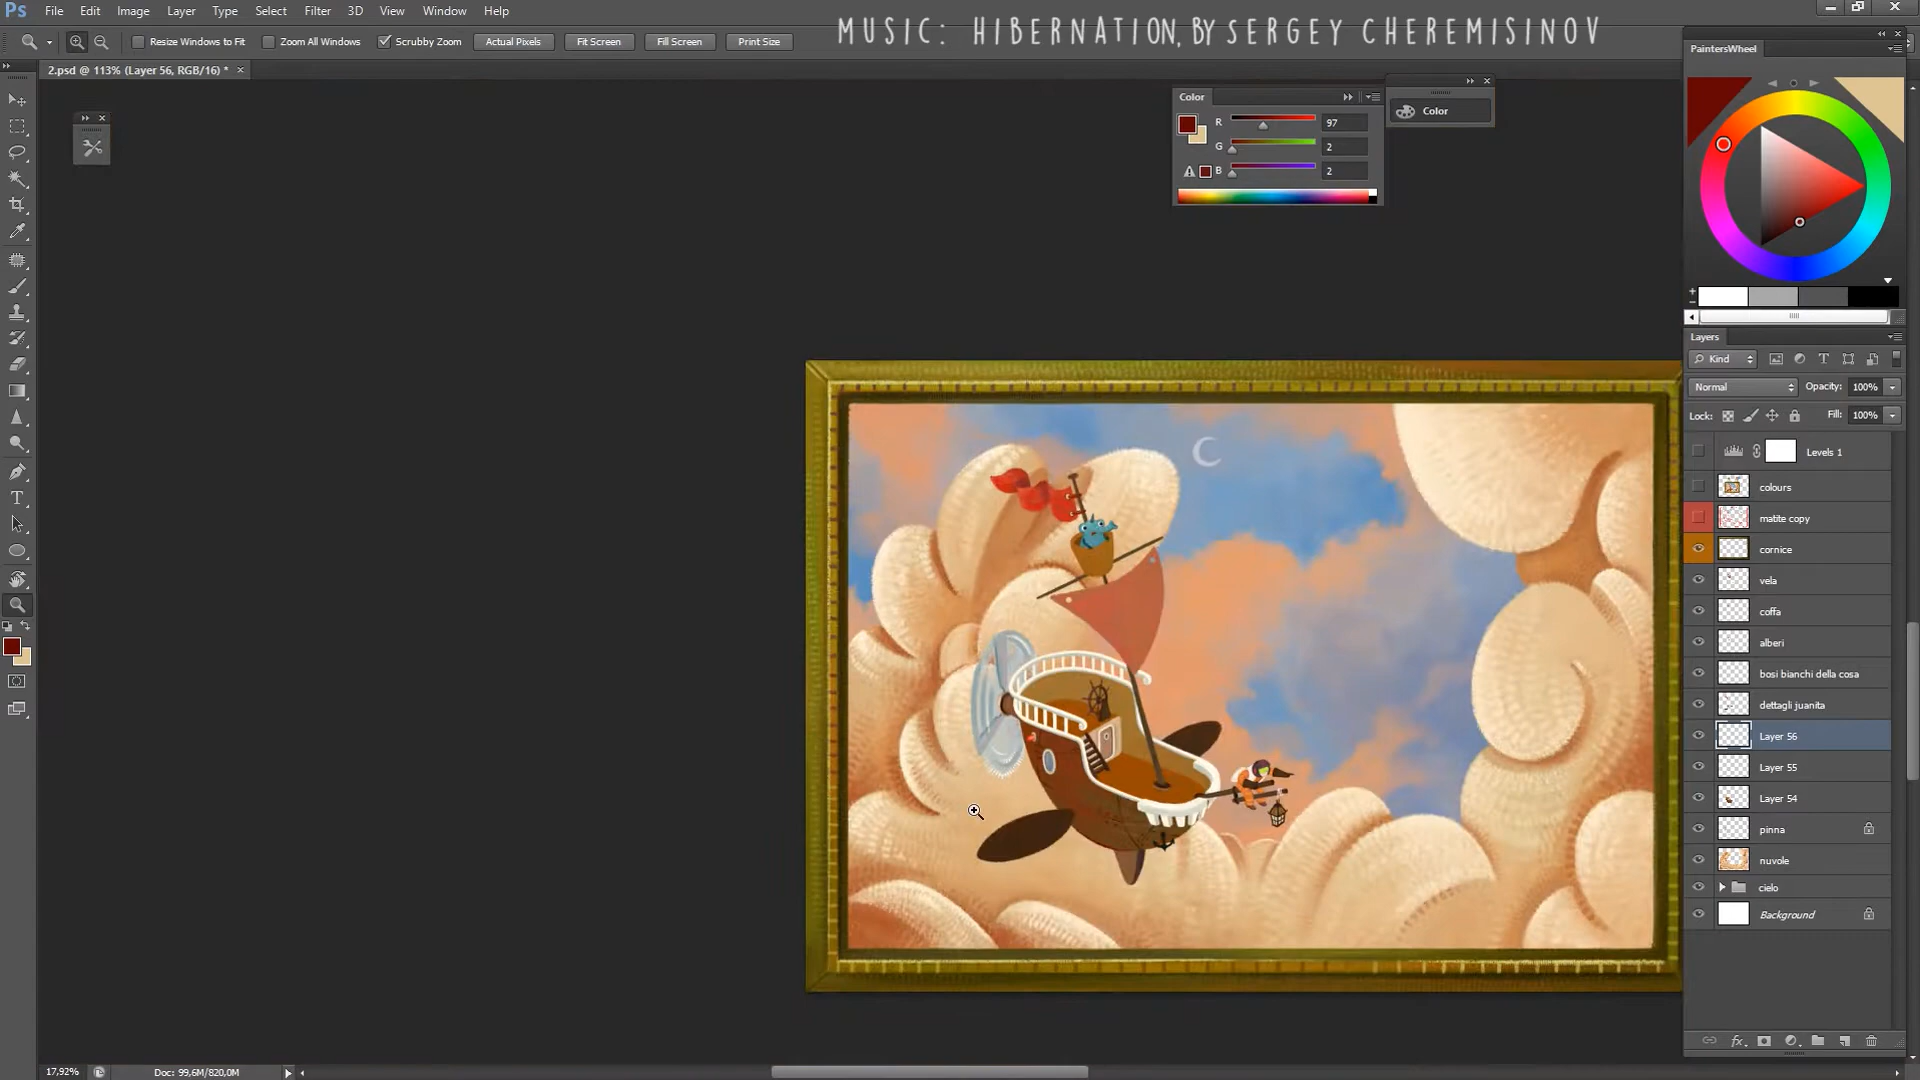 Ps File Edit Image Layer Type Select Filter 3D View Window Help
MUSIC: HIBERNATION, BY SERGEY CHEREMISINOV
Resize Windows to Fit Zoom All Windows Scrubby Zoom Actual Pixels Fit Screen Fill Screen Print Size
2.psd @ 113% (Layer 56, RGB/16) *
PaintersWheel
Color
Color
R 97
G 2
B 2
Layers
Kind
Normal Opacity: 100%
Lock: Fill: 100%
Levels 1
colours
matite copy
cornice
vela
coffa
alberi
bosi bianchi della cosa
dettagli juanita
Layer 56
Layer 55
Layer 54
pinna
nuvole
cielo
Background
17,92% Doc: 99,6M/820,0M